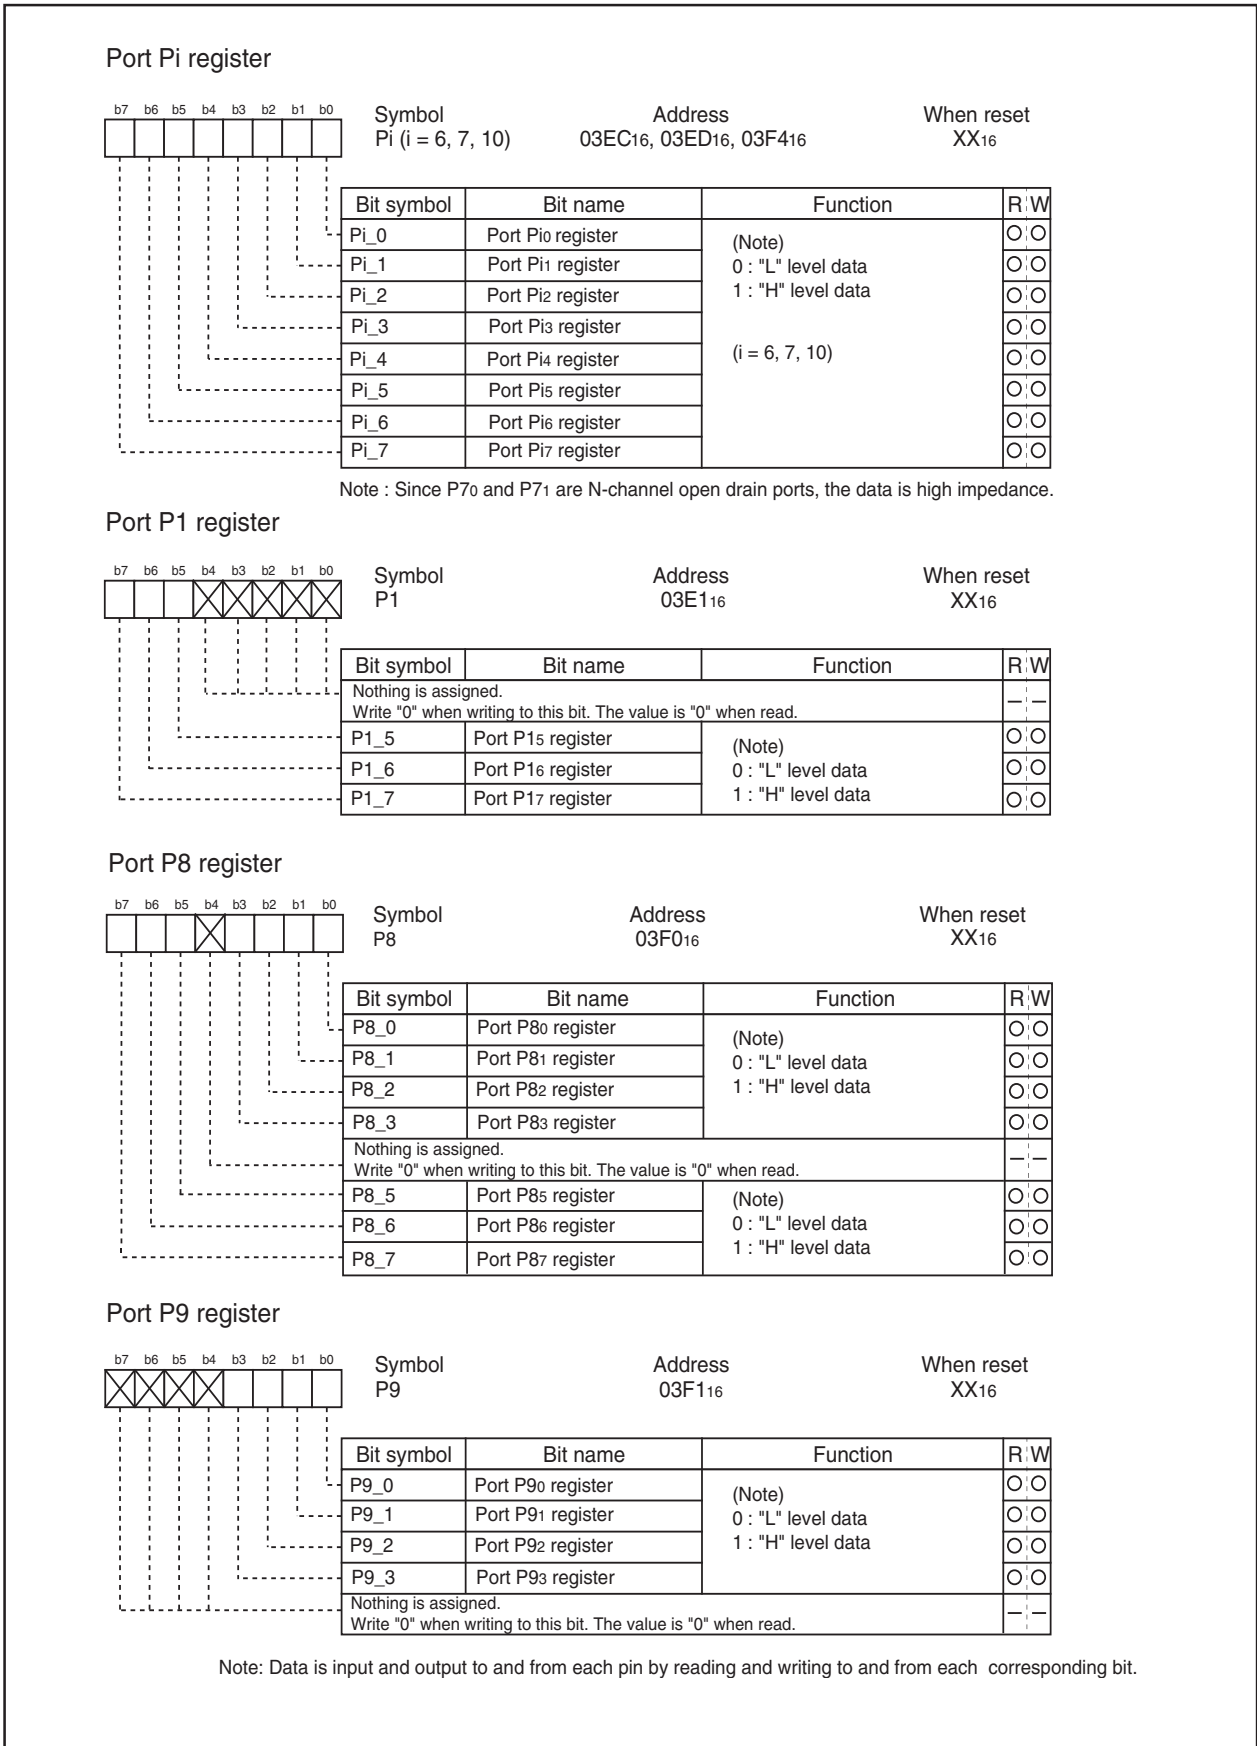 Port Pi register
b7 b6 b5 b4 b3 b2 b1 b0
Symbol Address When reset
Pi (i = 6, 7, 10) 03EC16, 03ED16, 03F416 XX16
Bit symbol Bit name Function R W
Pi_0 Port Pi0 register (Note) O O
Pi_1 Port Pi1 register 0 : "L" level data O O
Pi_2 Port Pi2 register 1 : "H" level data O O
Pi_3 Port Pi3 register O O
Pi_4 Port Pi4 register (i = 6, 7, 10) O O
Pi_5 Port Pi5 register O O
Pi_6 Port Pi6 register O O
Pi_7 Port Pi7 register O O
Note : Since P70 and P71 are N-channel open drain ports, the data is high impedance.
Port P1 register
b7 b6 b5 b4 b3 b2 b1 b0
Symbol Address When reset
P1 03E116 XX16
Bit symbol Bit name Function R W
Nothing is assigned.
Write "0" when writing to this bit. The value is "0" when read. – –
P1_5 Port P15 register (Note) O O
P1_6 Port P16 register 0 : "L" level data O O
P1_7 Port P17 register 1 : "H" level data O O
Port P8 register
b7 b6 b5 b4 b3 b2 b1 b0
Symbol Address When reset
P8 03F016 XX16
Bit symbol Bit name Function R W
P8_0 Port P80 register (Note) O O
P8_1 Port P81 register 0 : "L" level data O O
P8_2 Port P82 register 1 : "H" level data O O
P8_3 Port P83 register O O
Nothing is assigned.
Write "0" when writing to this bit. The value is "0" when read. – –
P8_5 Port P85 register (Note) O O
P8_6 Port P86 register 0 : "L" level data O O
P8_7 Port P87 register 1 : "H" level data O O
Port P9 register
b7 b6 b5 b4 b3 b2 b1 b0
Symbol Address When reset
P9 03F116 XX16
Bit symbol Bit name Function R W
P9_0 Port P90 register (Note) O O
P9_1 Port P91 register 0 : "L" level data O O
P9_2 Port P92 register 1 : "H" level data O O
P9_3 Port P93 register O O
Nothing is assigned.
Write "0" when writing to this bit. The value is "0" when read. – –
Note: Data is input and output to and from each pin by reading and writing to and from each corresponding bit.